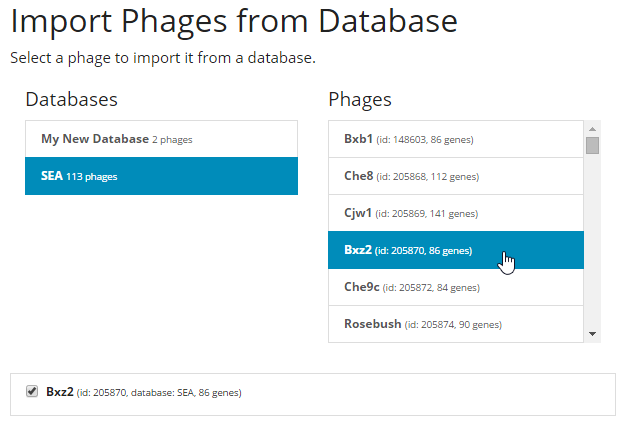 Import Phages from Database
Select a phage to import it from a database.
Databases
My New Database 2 phages
SEA 113 phages
Phages
Bxb1 (id: 148603, 86 genes)
Che8 (id: 205868, 112 genes)
Cjw1 (id: 205869, 141 genes)
Bxz2 (id: 205870, 86 genes)
Che9c (id: 205872, 84 genes)
Rosebush (id: 205874, 90 genes)
Bxz2 (id: 205870, database: SEA, 86 genes)